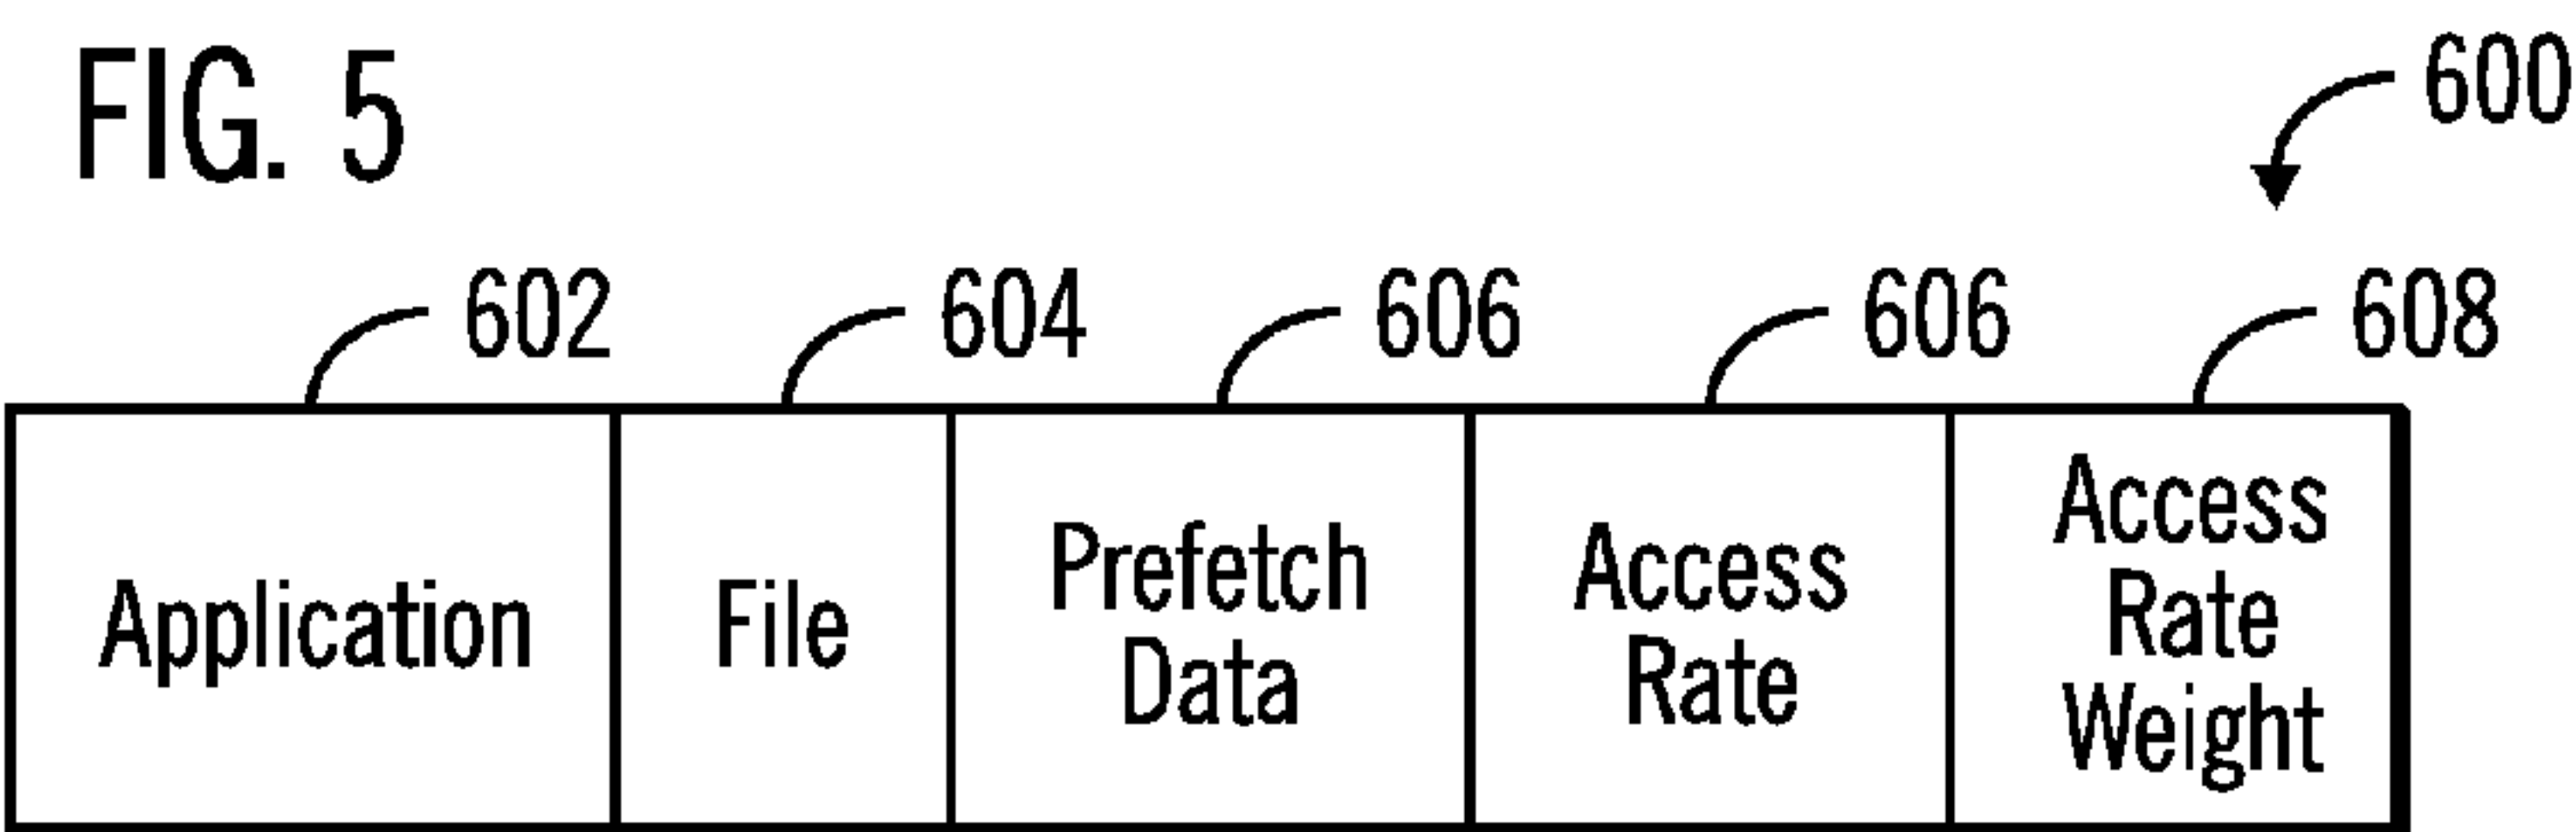 FIG. 5
600
602
604
606
606
608
Application
File
Prefetch
Data
Access
Rate
Access
Rate
Weight